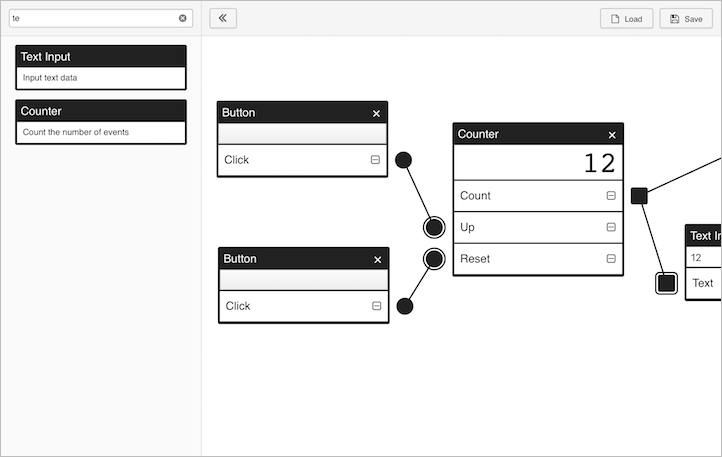 te
Load
Save
Text Input
Input text data
Counter
Count the number of events
Button
Click
Button
Click
Counter
12
Count
Up
Reset
Text In
12
Text